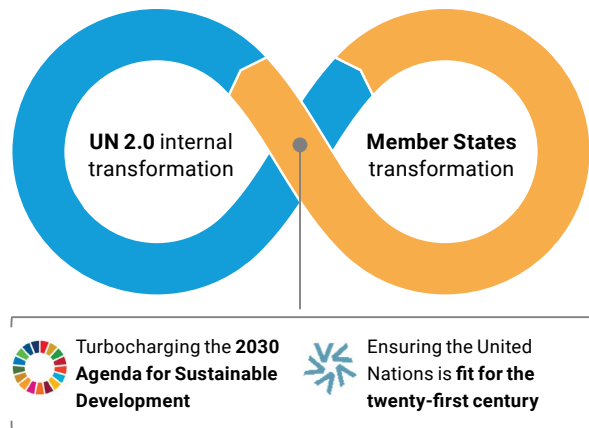 UN 2.0 internal
transformation
Member States
transformation
Turbocharging the 2030
Agenda for Sustainable
Development
Ensuring the United
Nations is fit for the
twenty-first century